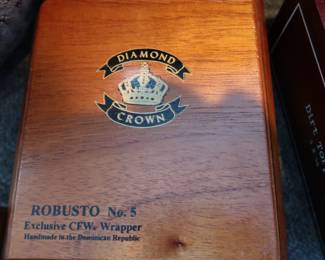 DIAMOND
CROWN
ROBUSTO No. 5
Exclusive CFW® Wrapper
Handmade in the Dominican Republic